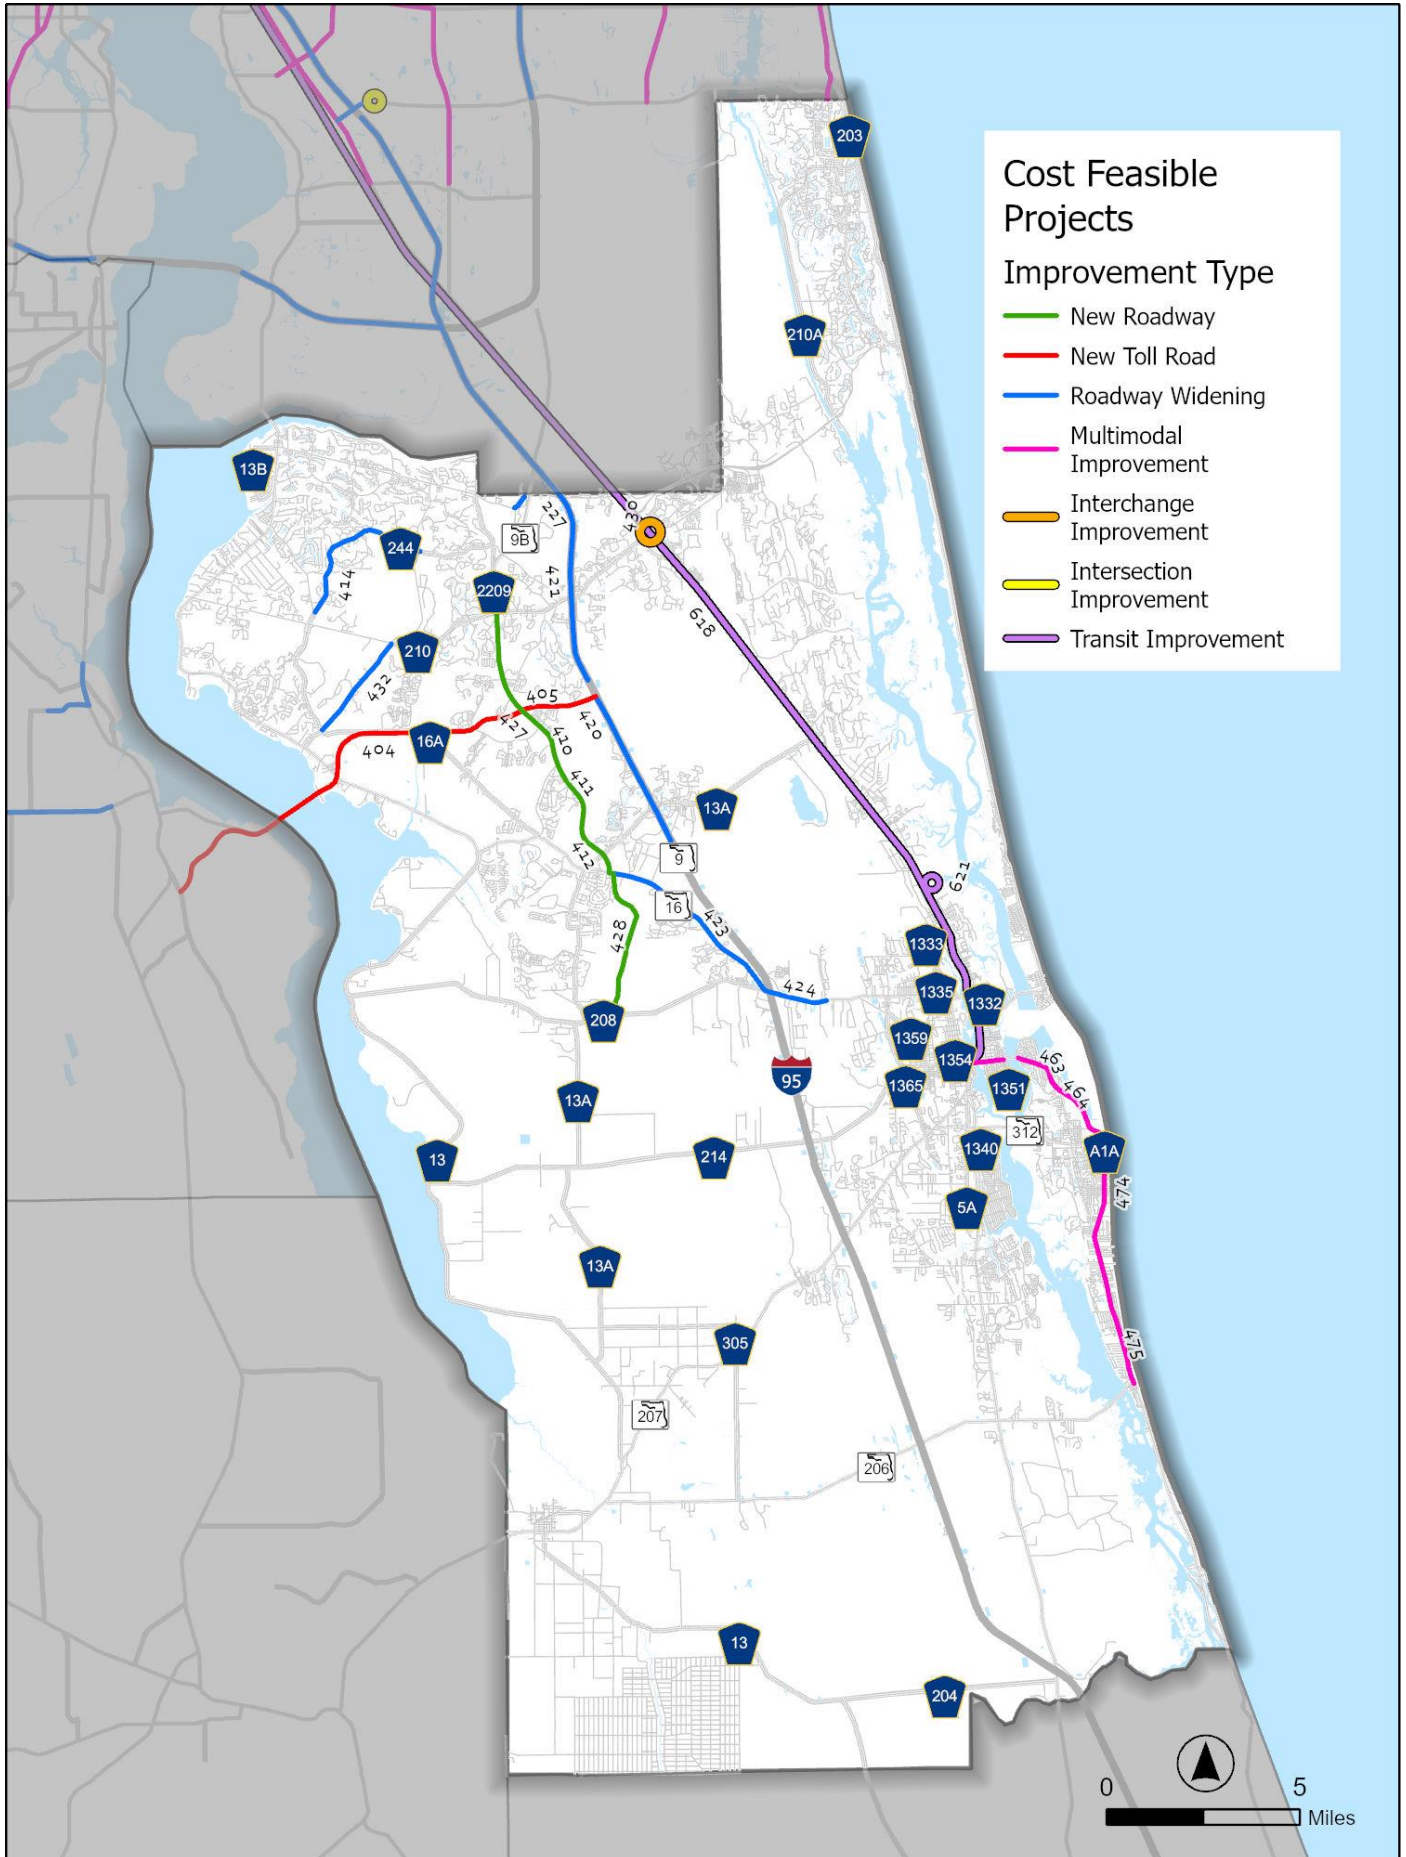 203
Cost Feasible
Projects
Improvement Type
New Roadway
New Toll Road
Roadway Widening
Multimodal
Improvement
Interchange
Improvement
Intersection
Improvement
Transit Improvement
210A
13B
227
430
9B
244
421
414
2209
618
210
432
405
420
427
404
16A
410
411
13A
412
9
621
16
423
428
1333
424
1335
1332
208
1359
1354
463
95
1365
1351
464
13A
312
1340
A1A
13
214
474
5A
13A
305
475
207
206
13
204
0 5
Miles